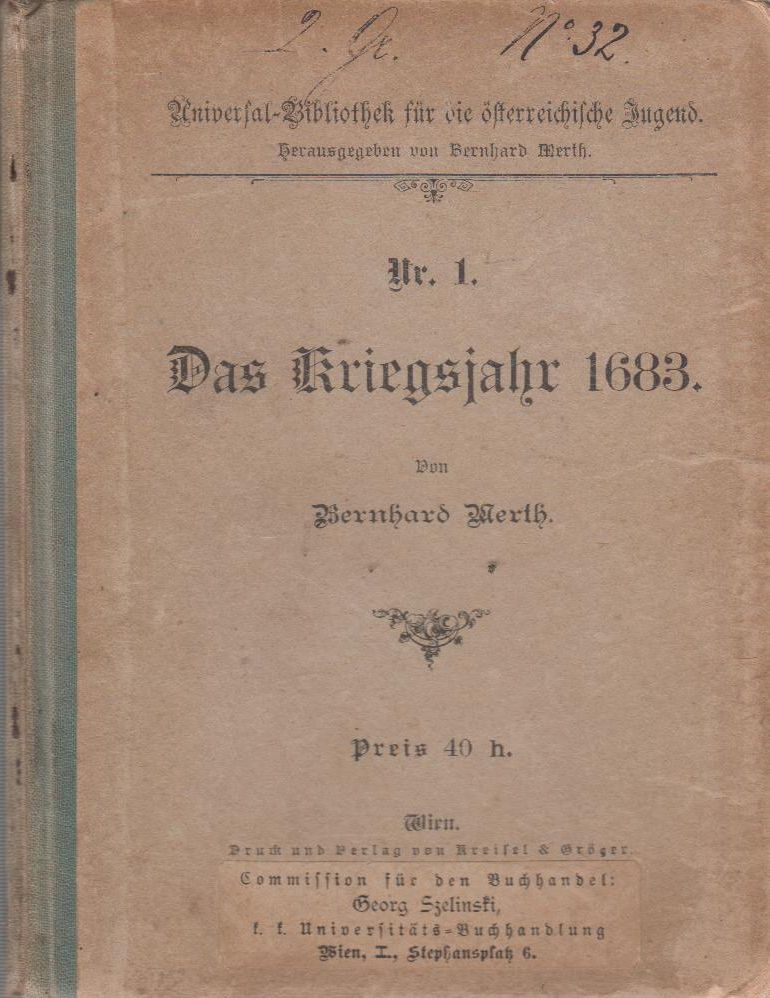 2. Gr. No. 32.
Universal-Bibliothek für die österreichische Jugend.
Herausgegeben von Bernhard Merth.
Nr. 1.
Das Kriegsjahr 1683.
Von
Bernhard Merth.
Preis 40 h.
Wien.
Druck und Verlag von Kreisel & Gröger.
Commission für den Buchhandel:
Georg Szelinski,
k. k. Universitäts-Buchhandlung
Wien, I., Stephansplatz 6.